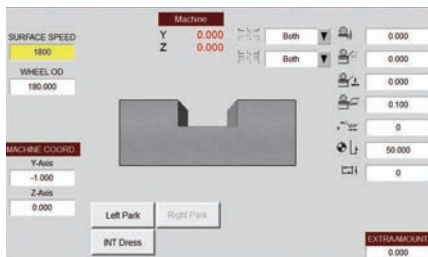 Machine
Y 0.000
Z 0.000
Both
Both
SURFACE SPEED
1800
WHEEL OD
180.000
MACHINE COORD.
Y-Axis
-1.000
Z-Axis
0.000
Left Park
Right Park
INT Dress
0.000
0.000
0.000
0.100
0
50.000
0
EXTRA AMOUNT
0.000